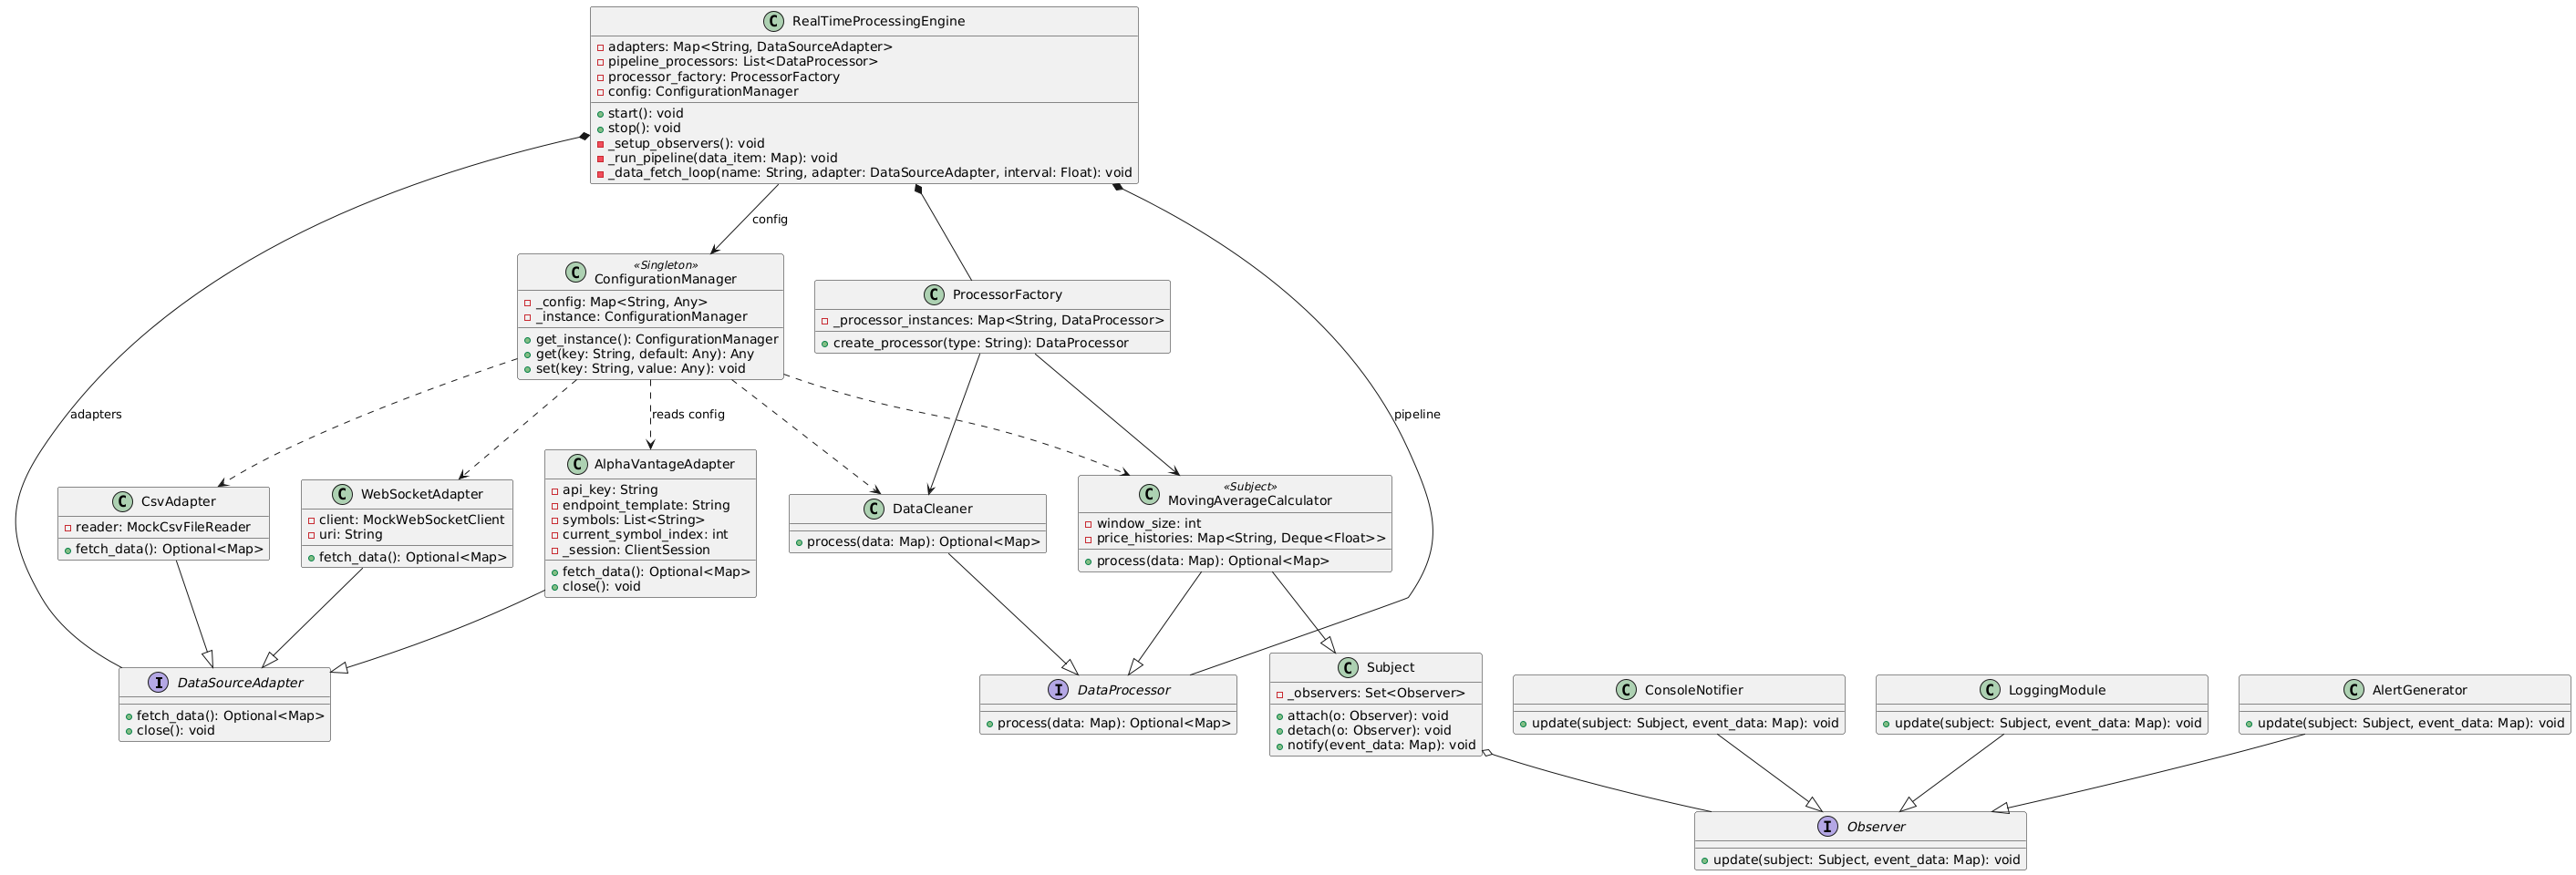 C RealTimeProcessingEngine
adapters: Map<String, DataSourceAdapter>
pipeline_processors: List<DataProcessor>
processor_factory: ProcessorFactory
config: ConfigurationManager
start(): void
stop(): void
_setup_observers(): void
_run_pipeline(data_item: Map): void
_data_fetch_loop(name: String, adapter: DataSourceAdapter, interval: Float): void
config
C «Singleton»
ConfigurationManager
_config: Map<String, Any>
_instance: ConfigurationManager
get_instance(): ConfigurationManager
get(key: String, default: Any): Any
set(key: String, value: Any): void
C ProcessorFactory
_processor_instances: Map<String, DataProcessor>
create_processor(type: String): DataProcessor
adapters
reads config
pipeline
C CsvAdapter
reader: MockCsvFileReader
fetch_data(): Optional<Map>
C WebSocketAdapter
client: MockWebSocketClient
uri: String
fetch_data(): Optional<Map>
C AlphaVantageAdapter
api_key: String
endpoint_template: String
symbols: List<String>
current_symbol_index: int
_session: ClientSession
fetch_data(): Optional<Map>
close(): void
C DataCleaner
process(data: Map): Optional<Map>
C «Subject»
MovingAverageCalculator
window_size: int
price_histories: Map<String, Deque<Float>>
process(data: Map): Optional<Map>
I DataSourceAdapter
fetch_data(): Optional<Map>
close(): void
I DataProcessor
process(data: Map): Optional<Map>
C Subject
_observers: Set<Observer>
attach(o: Observer): void
detach(o: Observer): void
notify(event_data: Map): void
C ConsoleNotifier
update(subject: Subject, event_data: Map): void
C LoggingModule
update(subject: Subject, event_data: Map): void
C AlertGenerator
update(subject: Subject, event_data: Map): void
I Observer
update(subject: Subject, event_data: Map): void